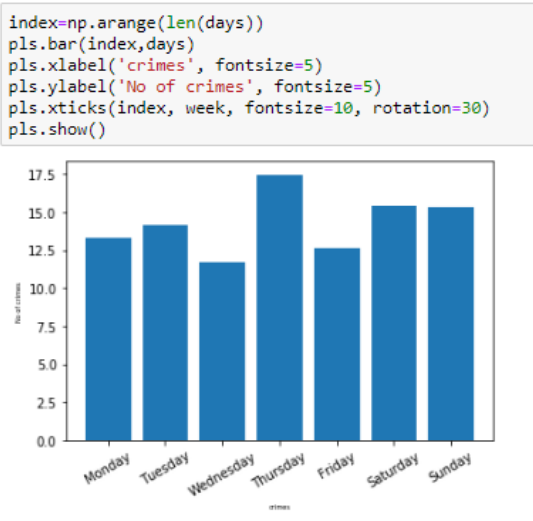 index=np.arange(len(days))
pls.bar(index,days)
pls.xlabel('crimes', fontsize=5)
pls.ylabel('No of crimes', fontsize=5)
pls.xticks(index, week, fontsize=10, rotation=30)
pls.show()
17.5
15.0
12.5
10.0
7.5
5.0
2.5
0.0
No of crimes
Monday
Tuesday
Wednesday
Thursday
Friday
Saturday
Sunday
crimes